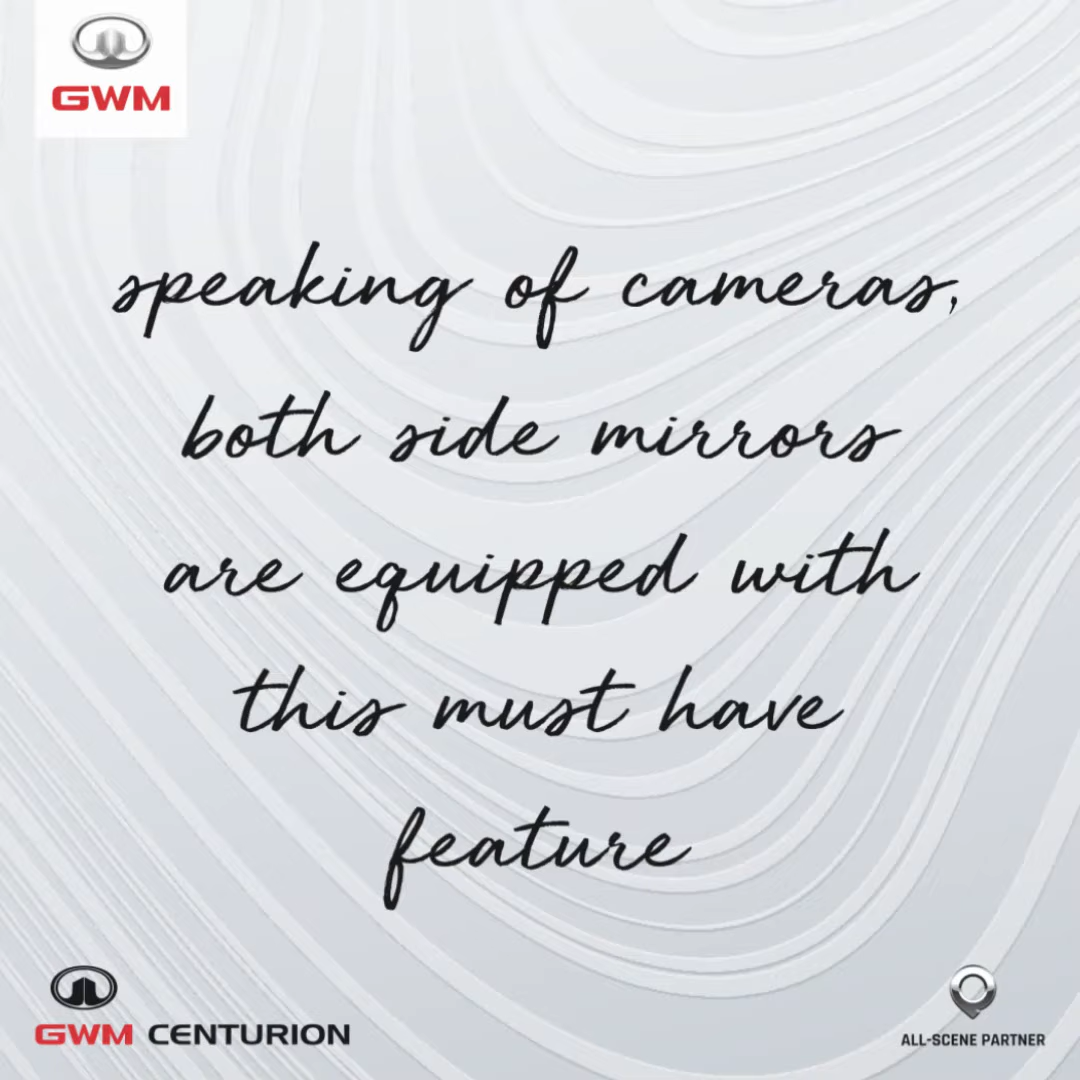 GWM
speaking of cameras,
both side mirrors
are equipped with
this must have
feature
GWM CENTURION
ALL-SCENE PARTNER